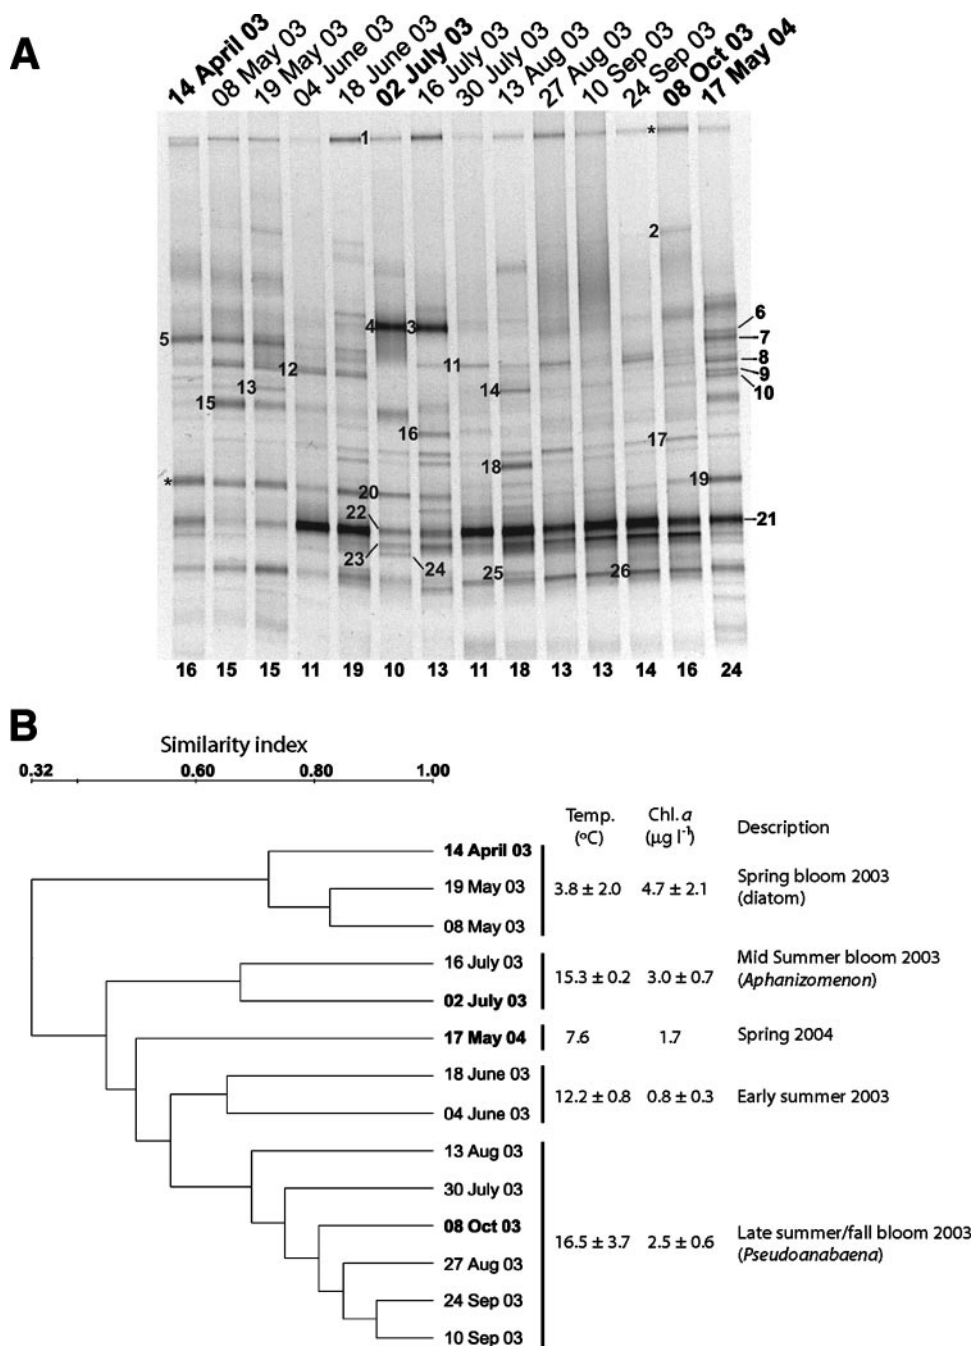 A
14 April 03
08 May 03
19 May 03
04 June 03
18 June 03
02 July 03
16 July 03
30 July 03
13 Aug 03
27 Aug 03
10 Sep 03
24 Sep 03
08 Oct 03
17 May 04
1
*
2
4
3
5
6
7
8
9
10
11
12
13
14
15
16
17
18
19
*
20
21
22
23
24
25
26
16 15 15 11 19 10 13 11 18 13 13 14 16 24
B
Similarity index
0.32 0.60 0.80 1.00
Temp. (°C)
Chl. a (μg l-1)
Description
14 April 03
19 May 03
08 May 03
3.8 ± 2.0 4.7 ± 2.1
Spring bloom 2003
(diatom)
16 July 03
02 July 03
15.3 ± 0.2 3.0 ± 0.7
Mid Summer bloom 2003
(Aphanizomenon)
17 May 04 7.6 1.7 Spring 2004
18 June 03
04 June 03
12.2 ± 0.8 0.8 ± 0.3 Early summer 2003
13 Aug 03
30 July 03
08 Oct 03
27 Aug 03
24 Sep 03
10 Sep 03
16.5 ± 3.7 2.5 ± 0.6
Late summer/fall bloom 2003
(Pseudoanabaena)